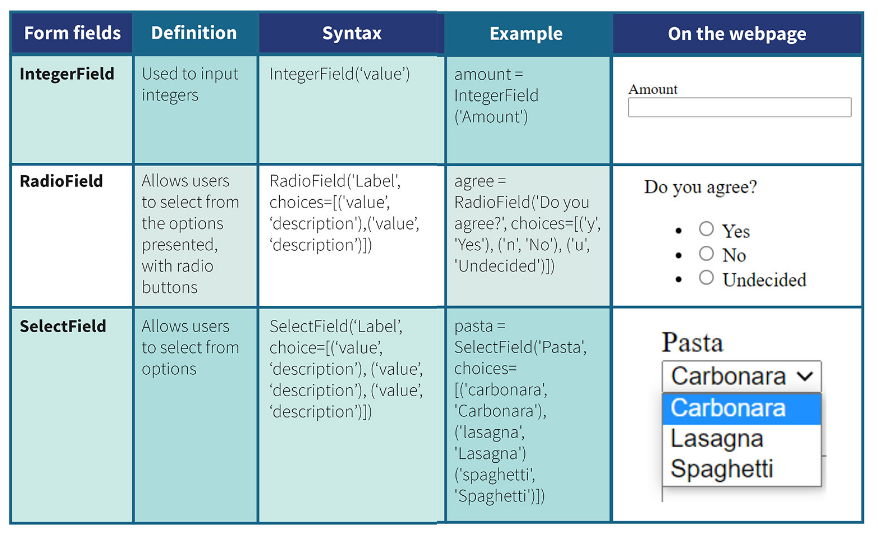 Form fields
Definition
Syntax
Example
On the webpage
IntegerField
Used to input
integers
IntegerField(‘value’)
amount =
IntegerField
('Amount')
Amount
RadioField
Allows users
to select from
the options
presented,
with radio
buttons
RadioField('Label',
choices=[('value’,
‘description'),('value’,
‘description’)])
agree =
RadioField('Do you
agree?', choices=[('y',
'Yes'), ('n', 'No'), ('u',
'Undecided')])
Do you agree?
Yes
No
Undecided
SelectField
Allows users
to select from
options
SelectField(‘Label’,
choice=[(‘value’,
‘description’), (‘value’,
‘description’), (‘value’,
‘description’)])
pasta =
SelectField('Pasta',
choices=
[('carbonara',
'Carbonara'),
('lasagna',
'Lasagna')
('spaghetti',
'Spaghetti')])
Pasta
Carbonara
Carbonara
Lasagna
Spaghetti